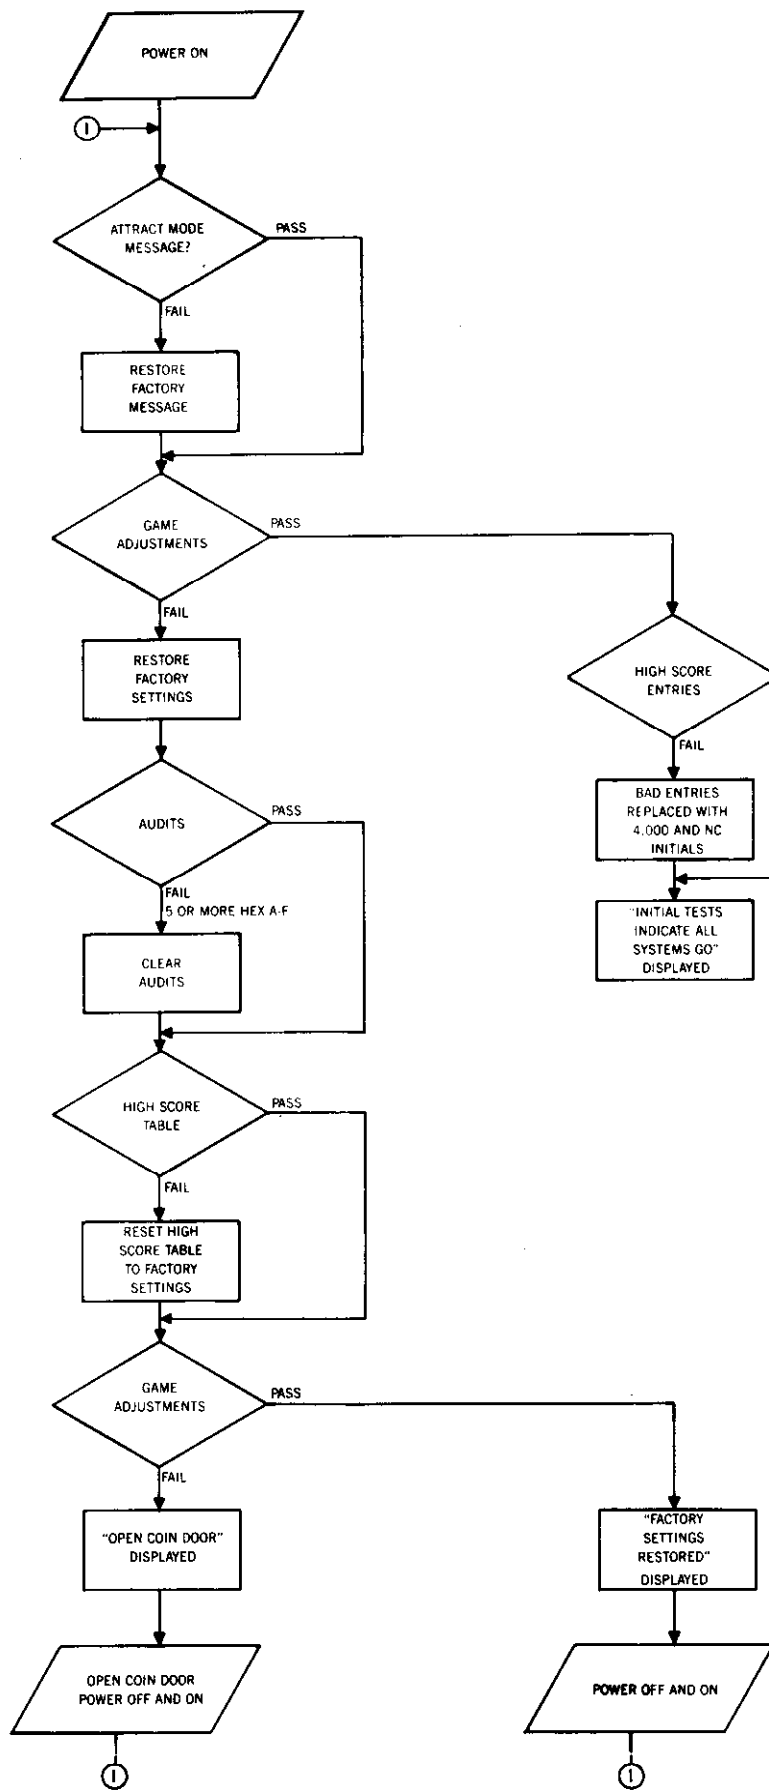 POWER ON
1
ATTRACT MODE
MESSAGE?
PASS
FAIL
RESTORE
FACTORY
MESSAGE
GAME
ADJUSTMENTS
PASS
FAIL
RESTORE
FACTORY
SETTINGS
HIGH SCORE
ENTRIES
FAIL
BAD ENTRIES
REPLACED WITH
4,000 AND NC
INITIALS
"INITIAL TESTS
INDICATE ALL
SYSTEMS GO"
DISPLAYED
AUDITS
PASS
FAIL
5 OR MORE HEX A-F
CLEAR
AUDITS
HIGH SCORE
TABLE
PASS
FAIL
RESET HIGH
SCORE TABLE
TO FACTORY
SETTINGS
GAME
ADJUSTMENTS
PASS
FAIL
"OPEN COIN DOOR"
DISPLAYED
"FACTORY
SETTINGS
RESTORED"
DISPLAYED
OPEN COIN DOOR
POWER OFF AND ON
POWER OFF AND ON
1
1